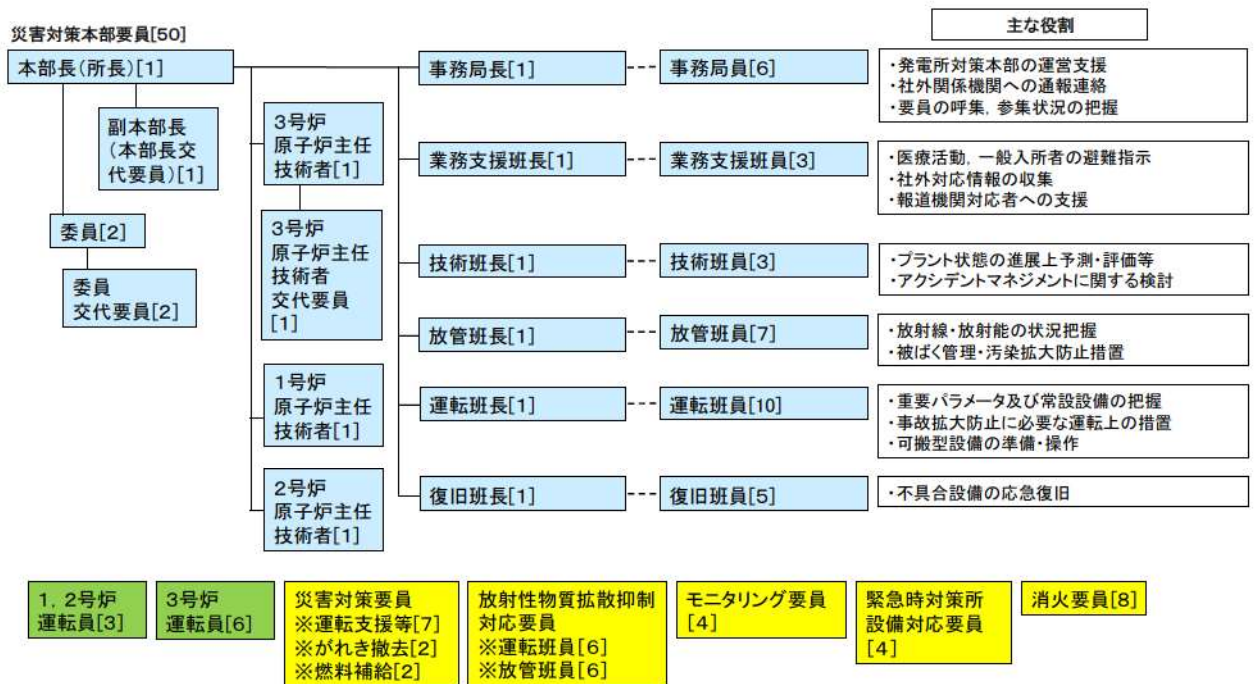 災害対策本部要員[50]
本部長（所長）[1]
副本部長
（本部長交
代要員）[1]
委員[2]
委員
交代要員[2]
3号炉
原子炉主任
技術者[1]
3号炉
原子炉主任
技術者
交代要員
[1]
1号炉
原子炉主任
技術者[1]
2号炉
原子炉主任
技術者[1]
主な役割
事務局長[1]
事務局員[6]
・発電所対策本部の運営支援
・社外関係機関への通報連絡
・要員の呼集，参集状況の把握
業務支援班長[1]
業務支援班員[3]
・医療活動，一般入所者の避難指示
・社外対応情報の収集
・報道機関対応者への支援
技術班長[1]
技術班員[3]
・プラント状態の進展上予測・評価等
・アクシデントマネジメントに関する検討
放管班長[1]
放管班員[7]
・放射線・放射能の状況把握
・被ばく管理・汚染拡大防止措置
運転班長[1]
運転班員[10]
・重要パラメータ及び常設設備の把握
・事故拡大防止に必要な運転上の措置
・可搬型設備の準備・操作
復旧班長[1]
復旧班員[5]
・不具合設備の応急復旧
1，2号炉
運転員[3]
3号炉
運転員[6]
災害対策要員
※運転支援等[7]
※がれき撤去[2]
※燃料補給[2]
放射性物質拡散抑制
対応要員
※運転班員[6]
※放管班員[6]
モニタリング要員
[4]
緊急時対策所
設備対応要員
[4]
消火要員[8]